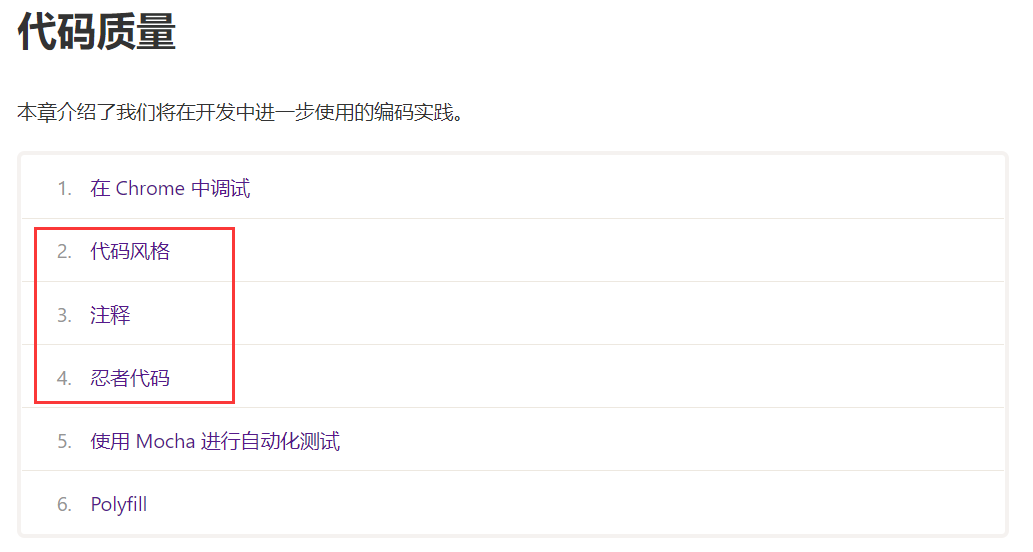 代码质量
本章介绍了我们将在开发中进一步使用的编码实践。
1. 在 Chrome 中调试
2. 代码风格
3. 注释
4. 忍者代码
5. 使用 Mocha 进行自动化测试
6. Polyfill